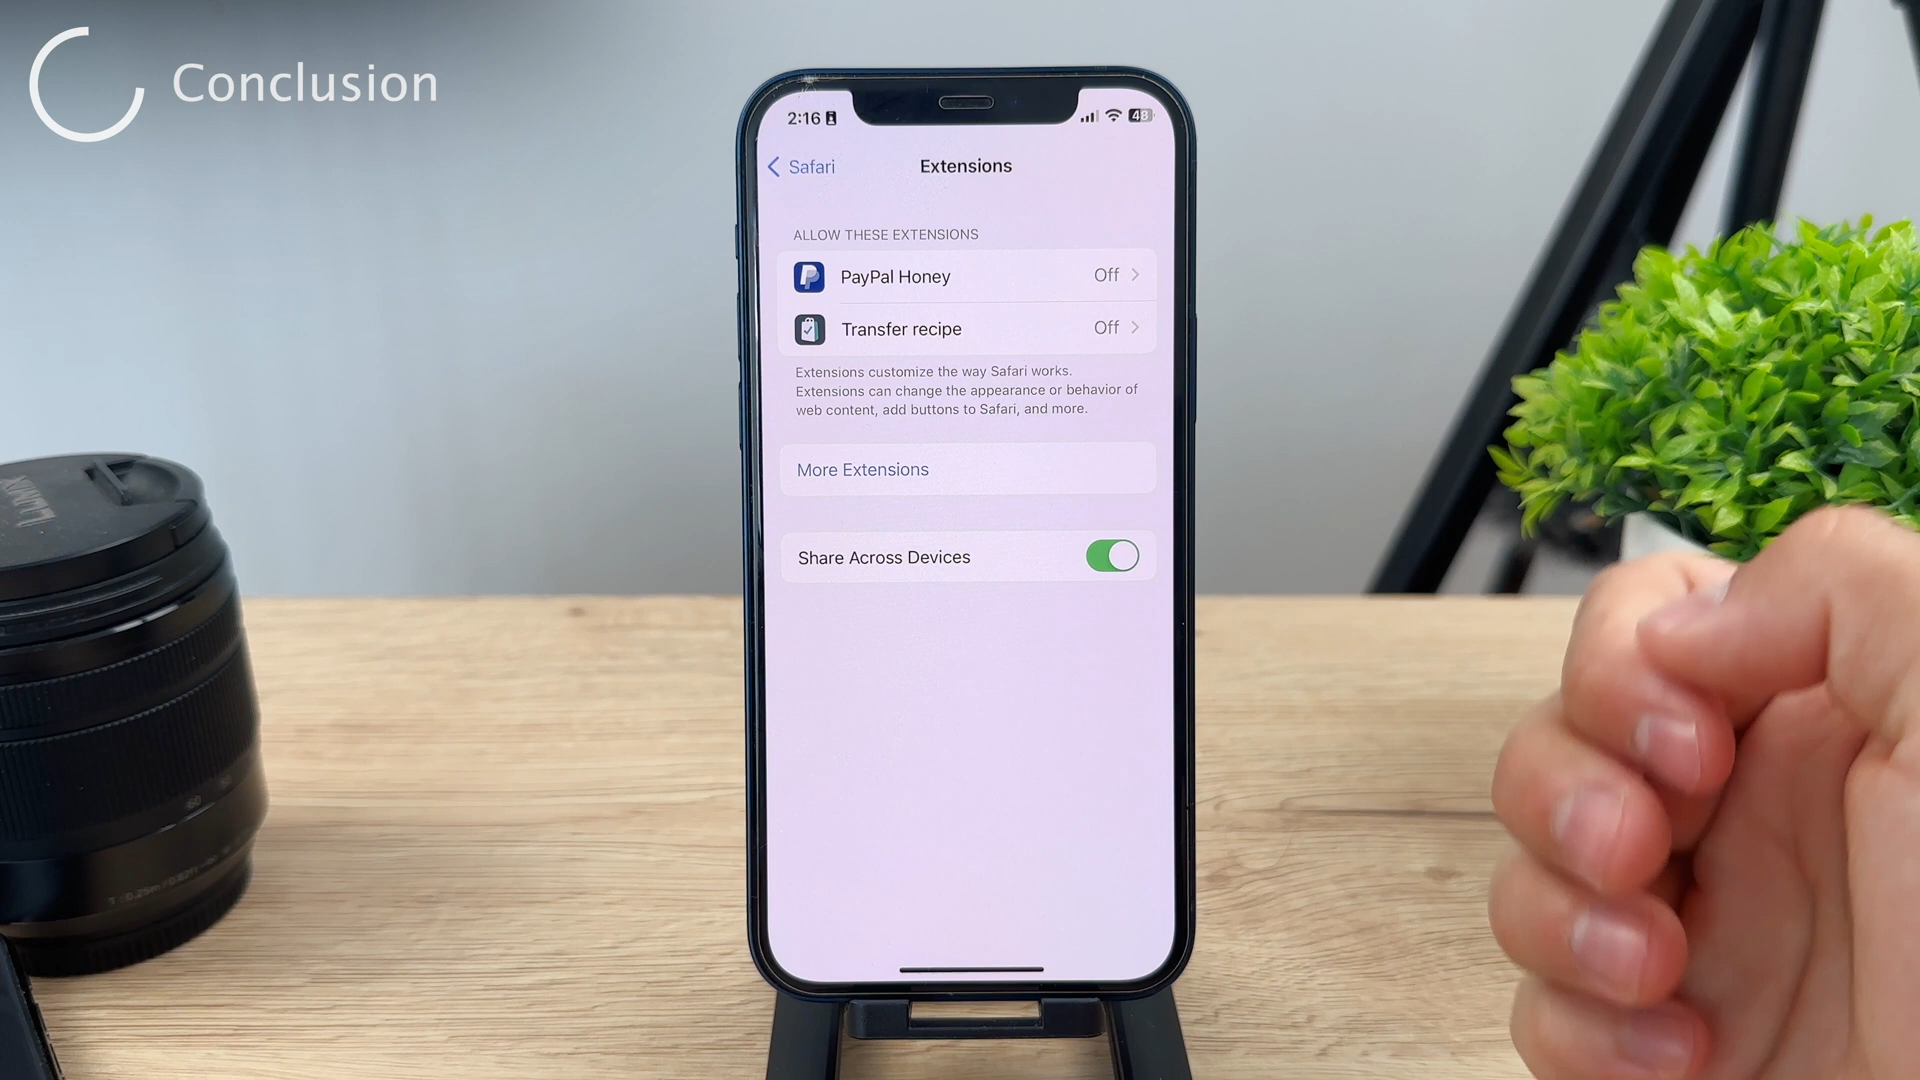 Conclusion
2:16
48
Safari
Extensions
ALLOW THESE EXTENSIONS
PayPal Honey
Off
Transfer recipe
Off
Extensions customize the way Safari works.
Extensions can change the appearance or behavior of
web content, add buttons to Safari, and more.
More Extensions
Share Across Devices
LUMIX
60